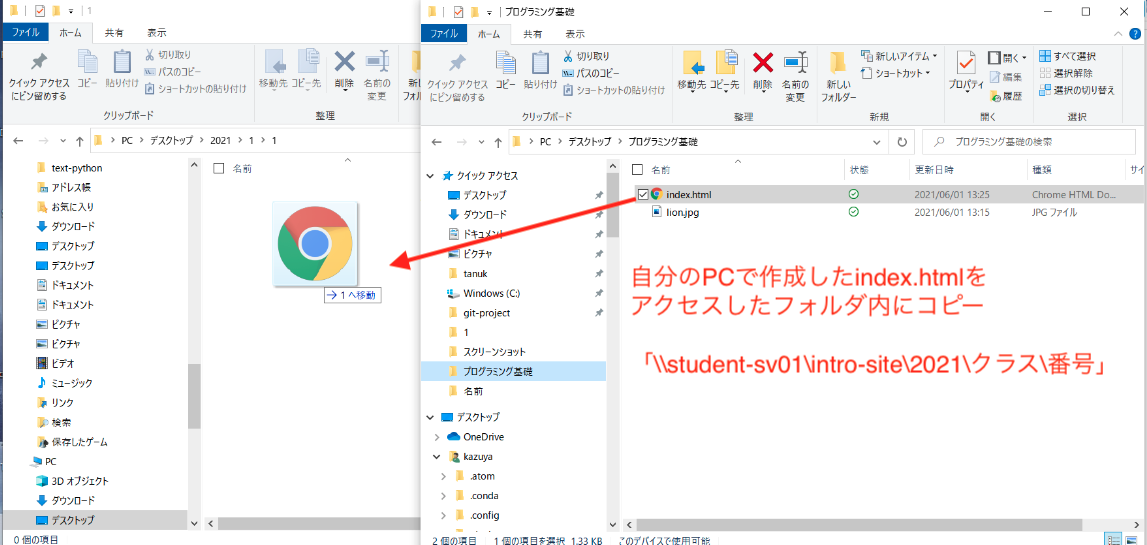 1
ファイル ホーム 共有 表示
クイック アクセス
にピン留めする
コピー
貼り付け
切り取り
パスのコピー
ショートカットの貼り付け
クリップボード
移動先
コピー先
削除
名前の
変更
整理
新し
フォル
PC デスクトップ 2021 1 1
text-python
アドレス帳
お気に入り
ダウンロード
デスクトップ
デスクトップ
ドキュメント
ドキュメント
ピクチャ
ピクチャ
ビデオ
ミュージック
リンク
検索
保存したゲーム
PC
3D オブジェクト
ダウンロード
デスクトップ
名前
1 へ移動
0 個の項目
プログラミング基礎
ファイル ホーム 共有 表示
クイック アクセス
にピン留めする
コピー
貼り付け
切り取り
パスのコピー
ショートカットの貼り付け
クリップボード
移動先
コピー先
削除
名前の
変更
整理
新しい
フォルダー
新しいアイテム
ショートカット
新規
プロパティ
開く
編集
履歴
開く
すべて選択
選択解除
選択の切り替え
選択
PC デスクトップ プログラミング基礎
プログラミング基礎の検索
クイック アクセス
デスクトップ
ダウンロード
ドキュメント
ピクチャ
tanuk
Windows (C:)
git-project
1
スクリーンショット
プログラミング基礎
名前
デスクトップ
OneDrive
kazuya
.atom
.conda
.config
名前 状態 更新日時 種類 サイ
index.html 2021/06/01 13:25 Chrome HTML Do...
lion.jpg 2021/06/01 13:15 JPG ファイル
自分のPCで作成したindex.htmlを
アクセスしたフォルダ内にコピー
「\\student-sv01\intro-site\2021\クラス\番号」
2 個の項目 1 個の項目を選択 1.33 KB このデバイスで使用可能